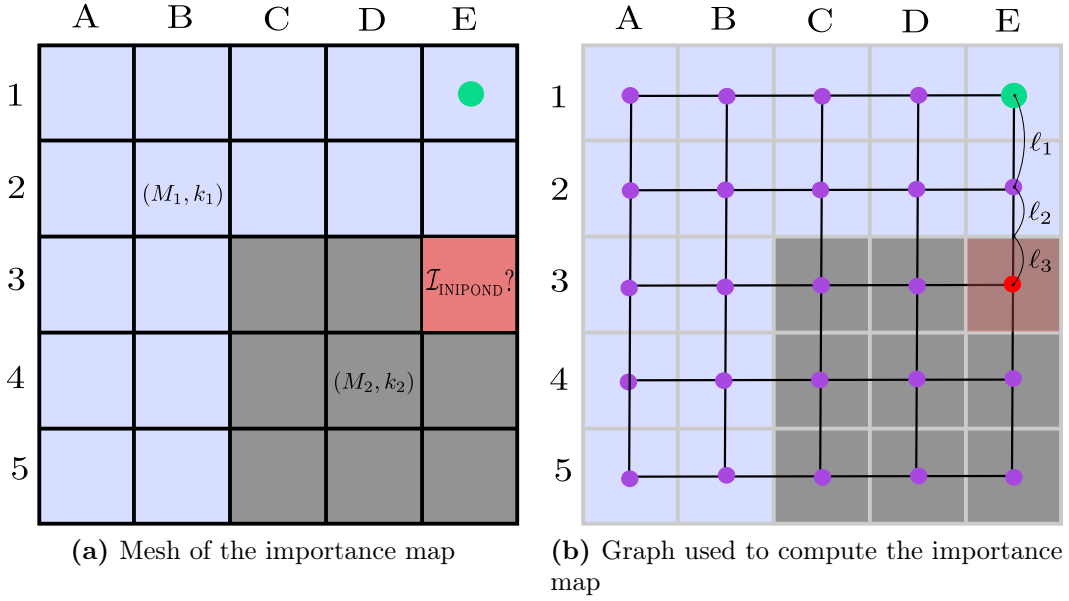 A B C D E
1
2
3
4
5
(M₁, k₁)
ℐ_INIPOND?
(M₂, k₂)
(a) Mesh of the importance map
A B C D E
1
2
3
4
5
ℓ₁
ℓ₂
ℓ₃
(b) Graph used to compute the importance
map